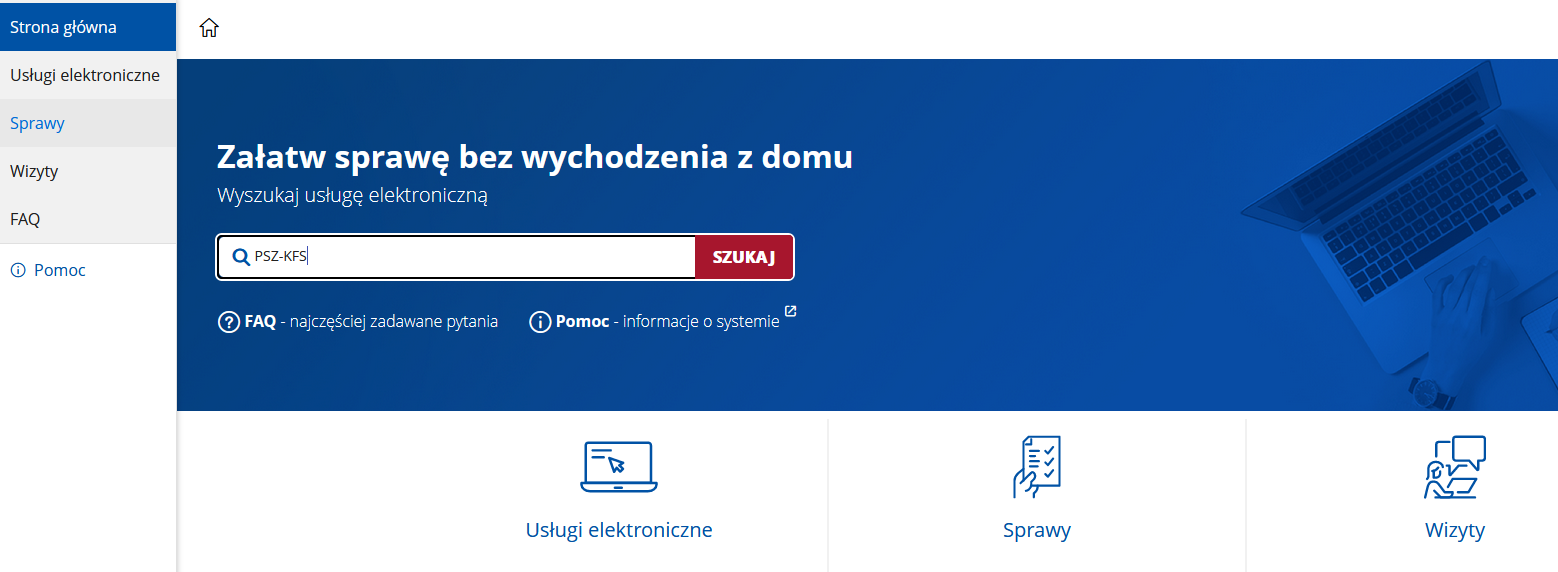 Strona główna
Usługi elektroniczne
Sprawy
Wizyty
FAQ
Pomoc
Załatw sprawę bez wychodzenia z domu
Wyszukaj usługę elektroniczną
PSZ-KFS
SZUKAJ
FAQ - najczęściej zadawane pytania
Pomoc - informacje o systemie
Usługi elektroniczne
Sprawy
Wizyty